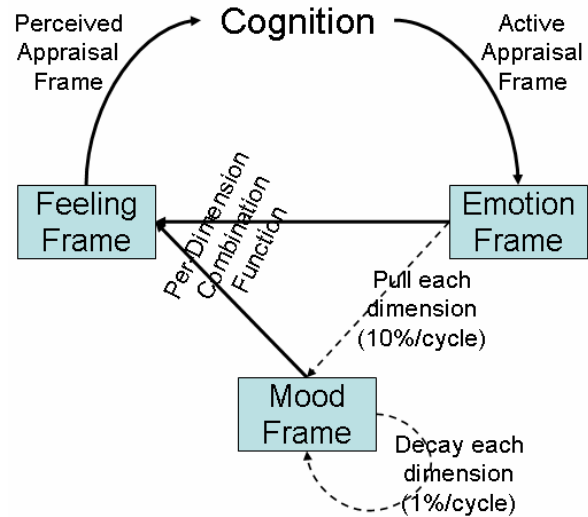 Perceived
Appraisal
Frame
Cognition
Active
Appraisal
Frame
Feeling
Frame
Per-Dimension
Combination
Function
Emotion
Frame
Pull each
dimension
(10%/cycle)
Mood
Frame
Decay each
dimension
(1%/cycle)